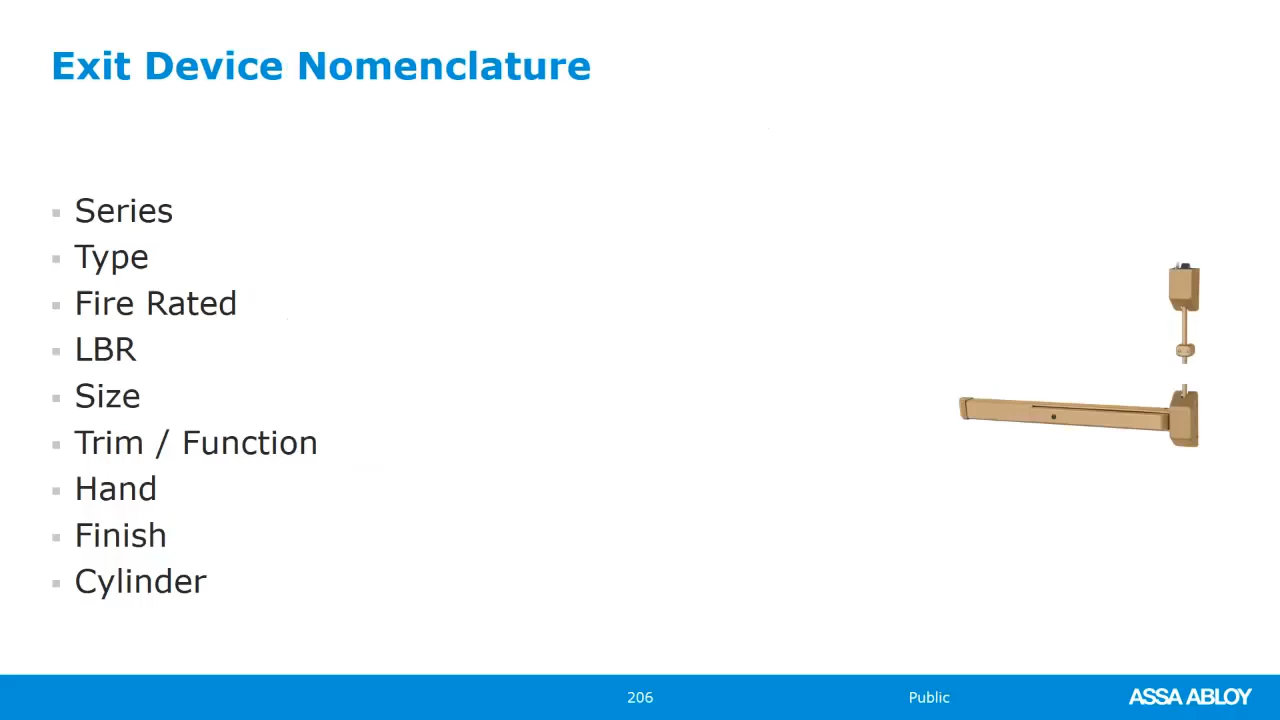 Exit Device Nomenclature
Series
Type
Fire Rated
LBR
Size
Trim / Function
Hand
Finish
Cylinder
206
Public
ASSA ABLOY